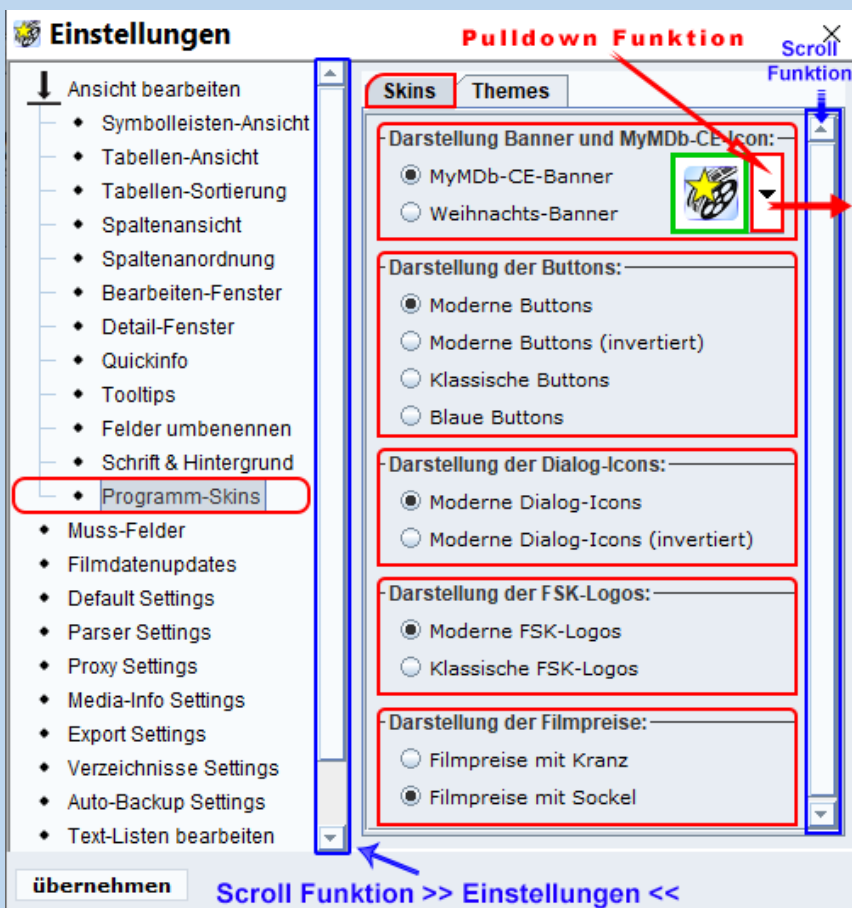 Einstellungen
Pulldown Funktion
Scroll
Funktion
Ansicht bearbeiten
Symbolleisten-Ansicht
Tabellen-Ansicht
Tabellen-Sortierung
Spaltenansicht
Spaltenanordnung
Bearbeiten-Fenster
Detail-Fenster
Quickinfo
Tooltips
Felder umbenennen
Schrift & Hintergrund
Programm-Skins
Muss-Felder
Filmdatenupdates
Default Settings
Parser Settings
Proxy Settings
Media-Info Settings
Export Settings
Verzeichnisse Settings
Auto-Backup Settings
Text-Listen bearbeiten
Skins Themes
Darstellung Banner und MyMDb-CE-Icon:
MyMDb-CE-Banner
Weihnachts-Banner
Darstellung der Buttons:
Moderne Buttons
Moderne Buttons (invertiert)
Klassische Buttons
Blaue Buttons
Darstellung der Dialog-Icons:
Moderne Dialog-Icons
Moderne Dialog-Icons (invertiert)
Darstellung der FSK-Logos:
Moderne FSK-Logos
Klassische FSK-Logos
Darstellung der Filmpreise:
Filmpreise mit Kranz
Filmpreise mit Sockel
übernehmen
Scroll Funktion >> Einstellungen <<